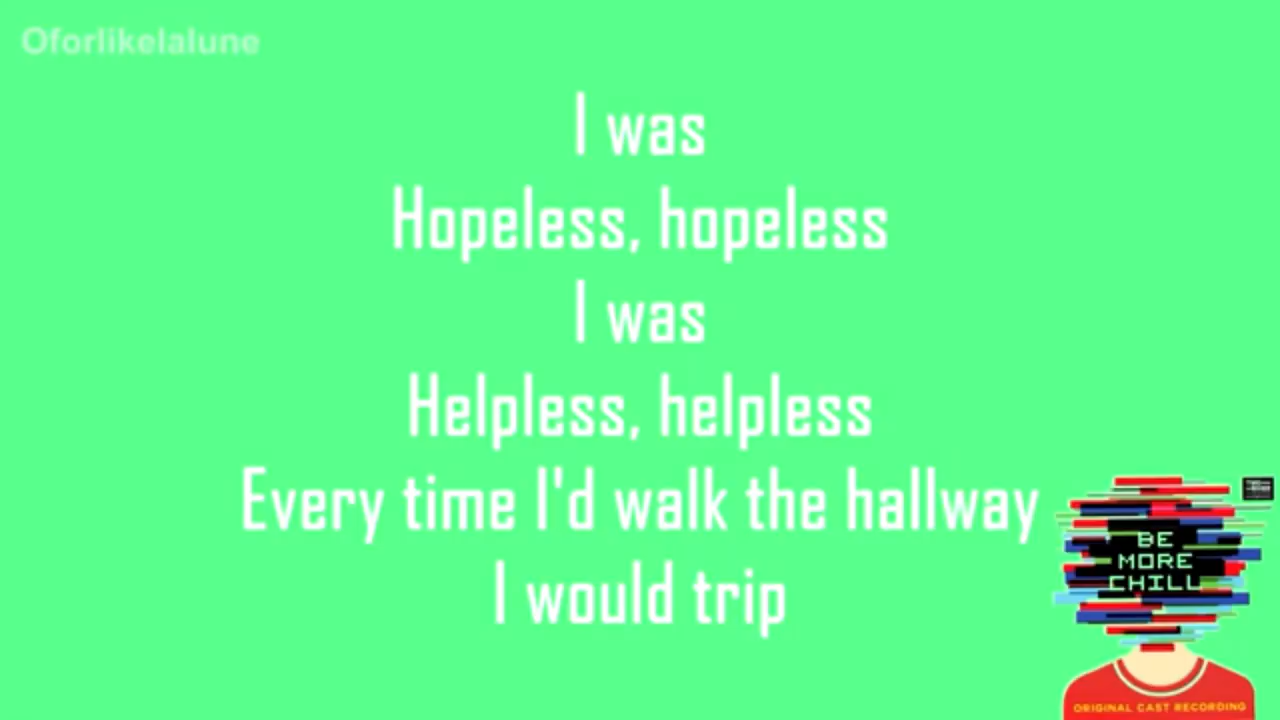 Oforlikelalune
I was
Hopeless, hopeless
I was
Helpless, helpless
Every time I'd walk the hallway
I would trip
BE
MORE
CHILL
ORIGINAL CAST RECORDING